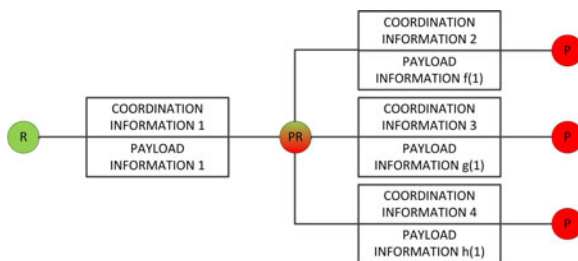 R
COORDINATION
INFORMATION 1
PAYLOAD
INFORMATION 1
PR
COORDINATION
INFORMATION 2
PAYLOAD
INFORMATION f(1)
P
COORDINATION
INFORMATION 3
PAYLOAD
INFORMATION g(1)
P
COORDINATION
INFORMATION 4
PAYLOAD
INFORMATION h(1)
P